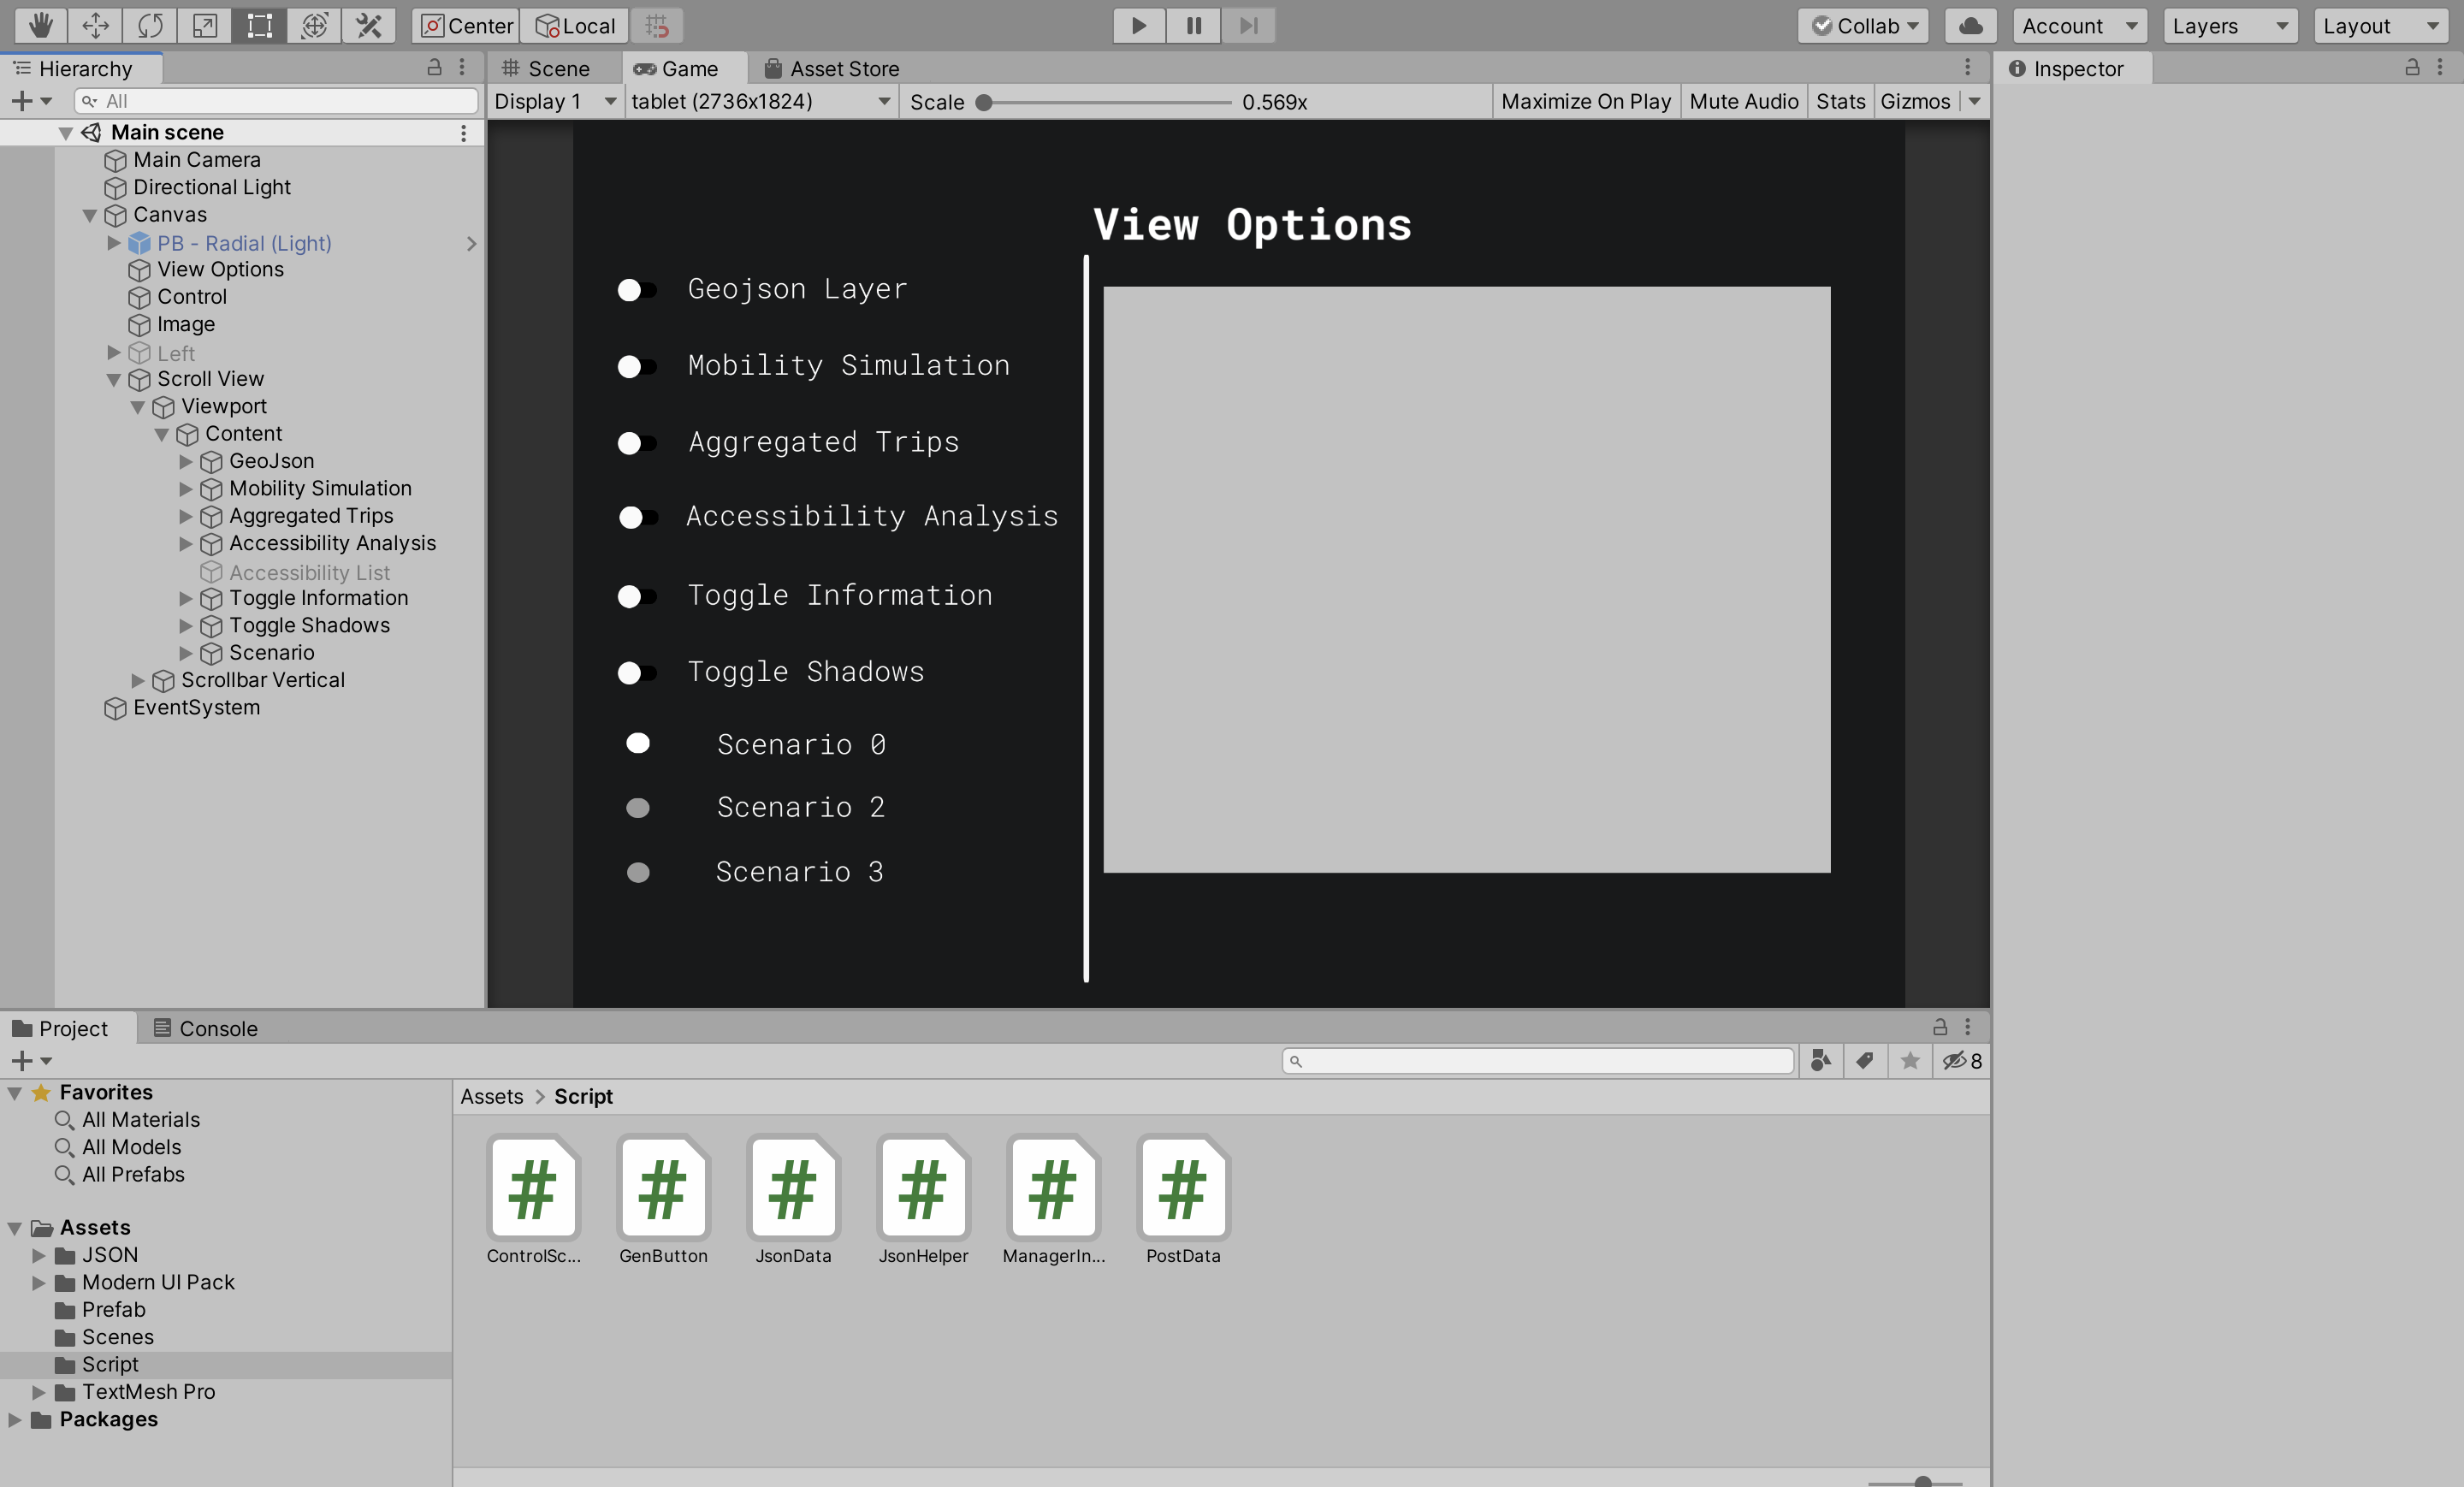 Center Local Collab Account Layers Layout
Hierarchy
All
Main scene
Main Camera
Directional Light
Canvas
PB - Radial (Light)
View Options
Control
Image
Left
Scroll View
Viewport
Content
GeoJson
Mobility Simulation
Aggregated Trips
Accessibility Analysis
Accessibility List
Toggle Information
Toggle Shadows
Scenario
Scrollbar Vertical
EventSystem
Scene Game Asset Store
Display 1 tablet (2736x1824) Scale 0.569x Maximize On Play Mute Audio Stats Gizmos
View Options
Geojson Layer
Mobility Simulation
Aggregated Trips
Accessibility Analysis
Toggle Information
Toggle Shadows
Scenario 0
Scenario 2
Scenario 3
Inspector
Project Console
8
Favorites
All Materials
All Models
All Prefabs
Assets
JSON
Modern UI Pack
Prefab
Scenes
Script
TextMesh Pro
Packages
Assets > Script
# # # # # #
ControlSc... GenButton JsonData JsonHelper ManagerIn... PostData